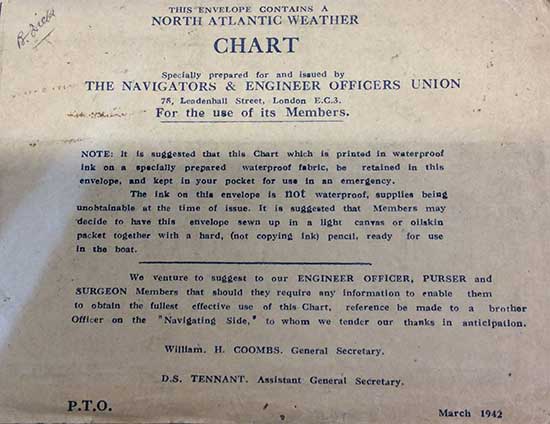 THIS ENVELOPE CONTAINS A
NORTH ATLANTIC WEATHER
CHART
Specially prepared for and issued by
THE NAVIGATORS & ENGINEER OFFICERS UNION
78, Leadenhall Street, London E.C.3.
For the use of its Members.
NOTE: It is suggested that this Chart which is printed in waterproof
ink on a specially prepared waterproof fabric, be retained in this
envelope, and kept in your pocket for use in an emergency.
The ink on this envelope is not waterproof, supplies being
unobtainable at the time of issue. It is suggested that Members may
decide to have this envelope sewn up in a light canvas or oilskin
packet together with a hard, (not copying ink) pencil, ready for use
in the boat.
We venture to suggest to our ENGINEER OFFICER, PURSER and
SURGEON Members that should they require any information to enable them
to obtain the fullest effective use of this Chart, reference be made to a brother
Officer on the "Navigating Side," to whom we tender our thanks in anticipation.
William. H. COOMBS. General Secretary.
D.S. TENNANT. Assistant General Secretary.
P.T.O.
March 1942